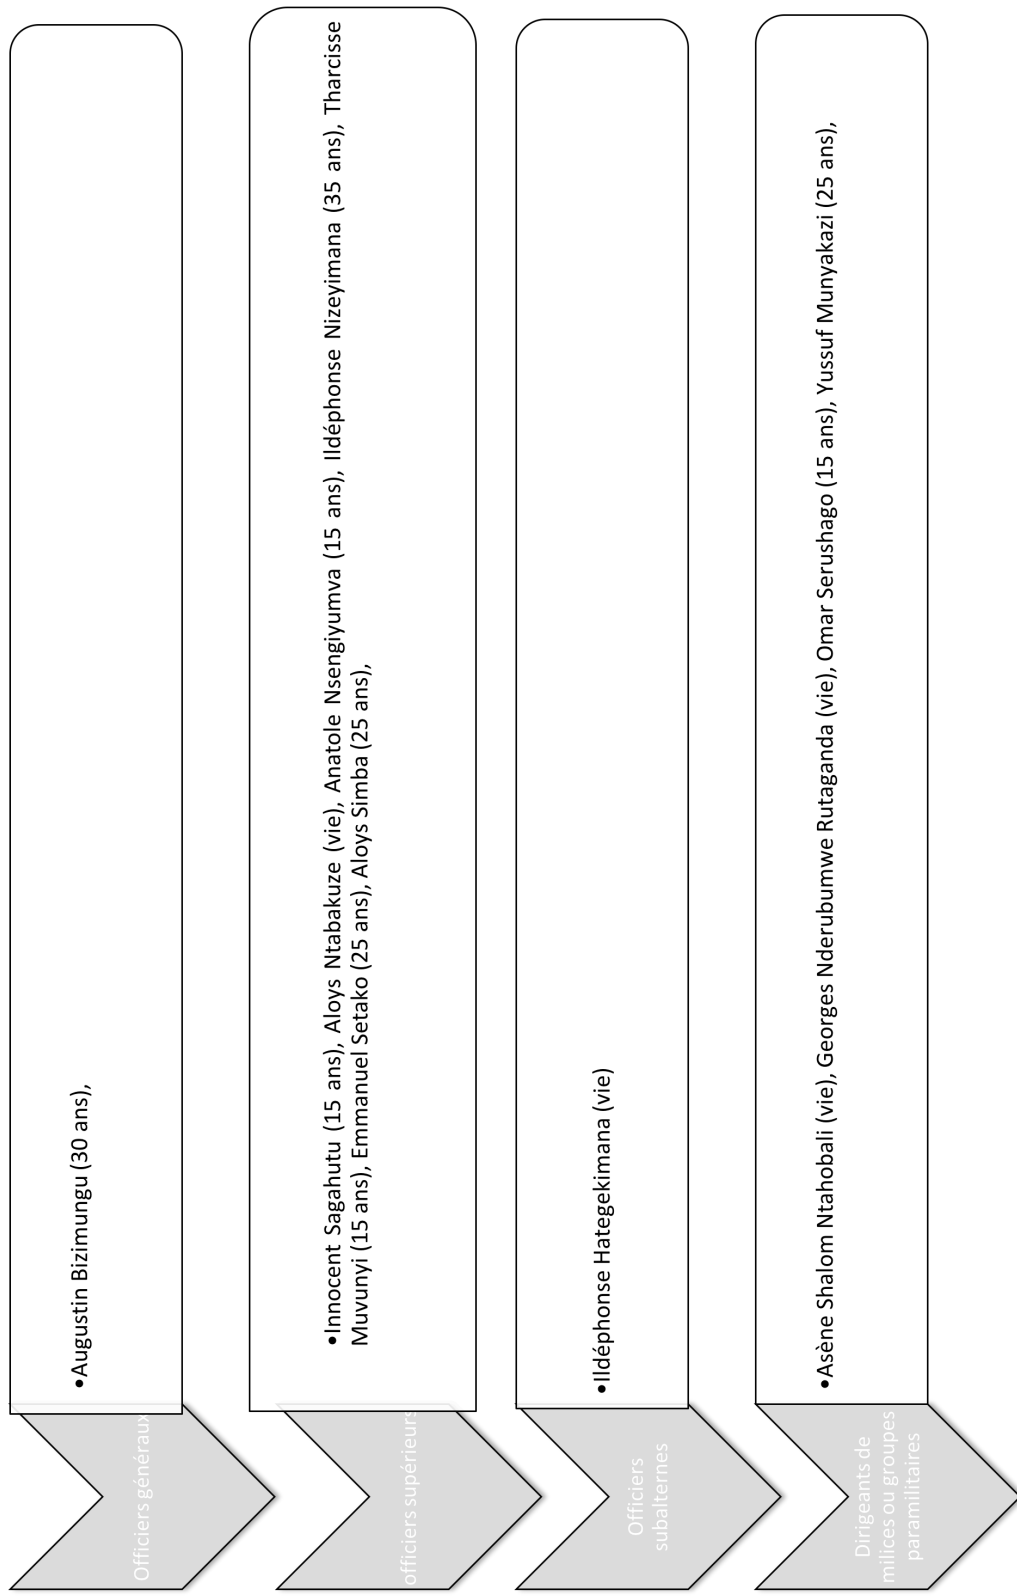 Officiers généraux
•Augustin Bizimungu (30 ans),
officiers supérieurs
•Innocent Sagahutu (15 ans), Aloys Ntabakuze (vie), Anatole Nsengiyumva (15 ans), Ildéphonse Nizeyimana (35 ans), Tharcisse
Muvunyi (15 ans), Emmanuel Setako (25 ans), Aloys Simba (25 ans),
Officiers
subalternes
•Ildéphonse Hategekimana (vie)
Dirigeants de
milices ou groupes
paramilitaires
•Asène Shalom Ntahobali (vie), Georges Nderubumwe Rutaganda (vie), Omar Serushago (15 ans), Yussuf Munyakazi (25 ans),